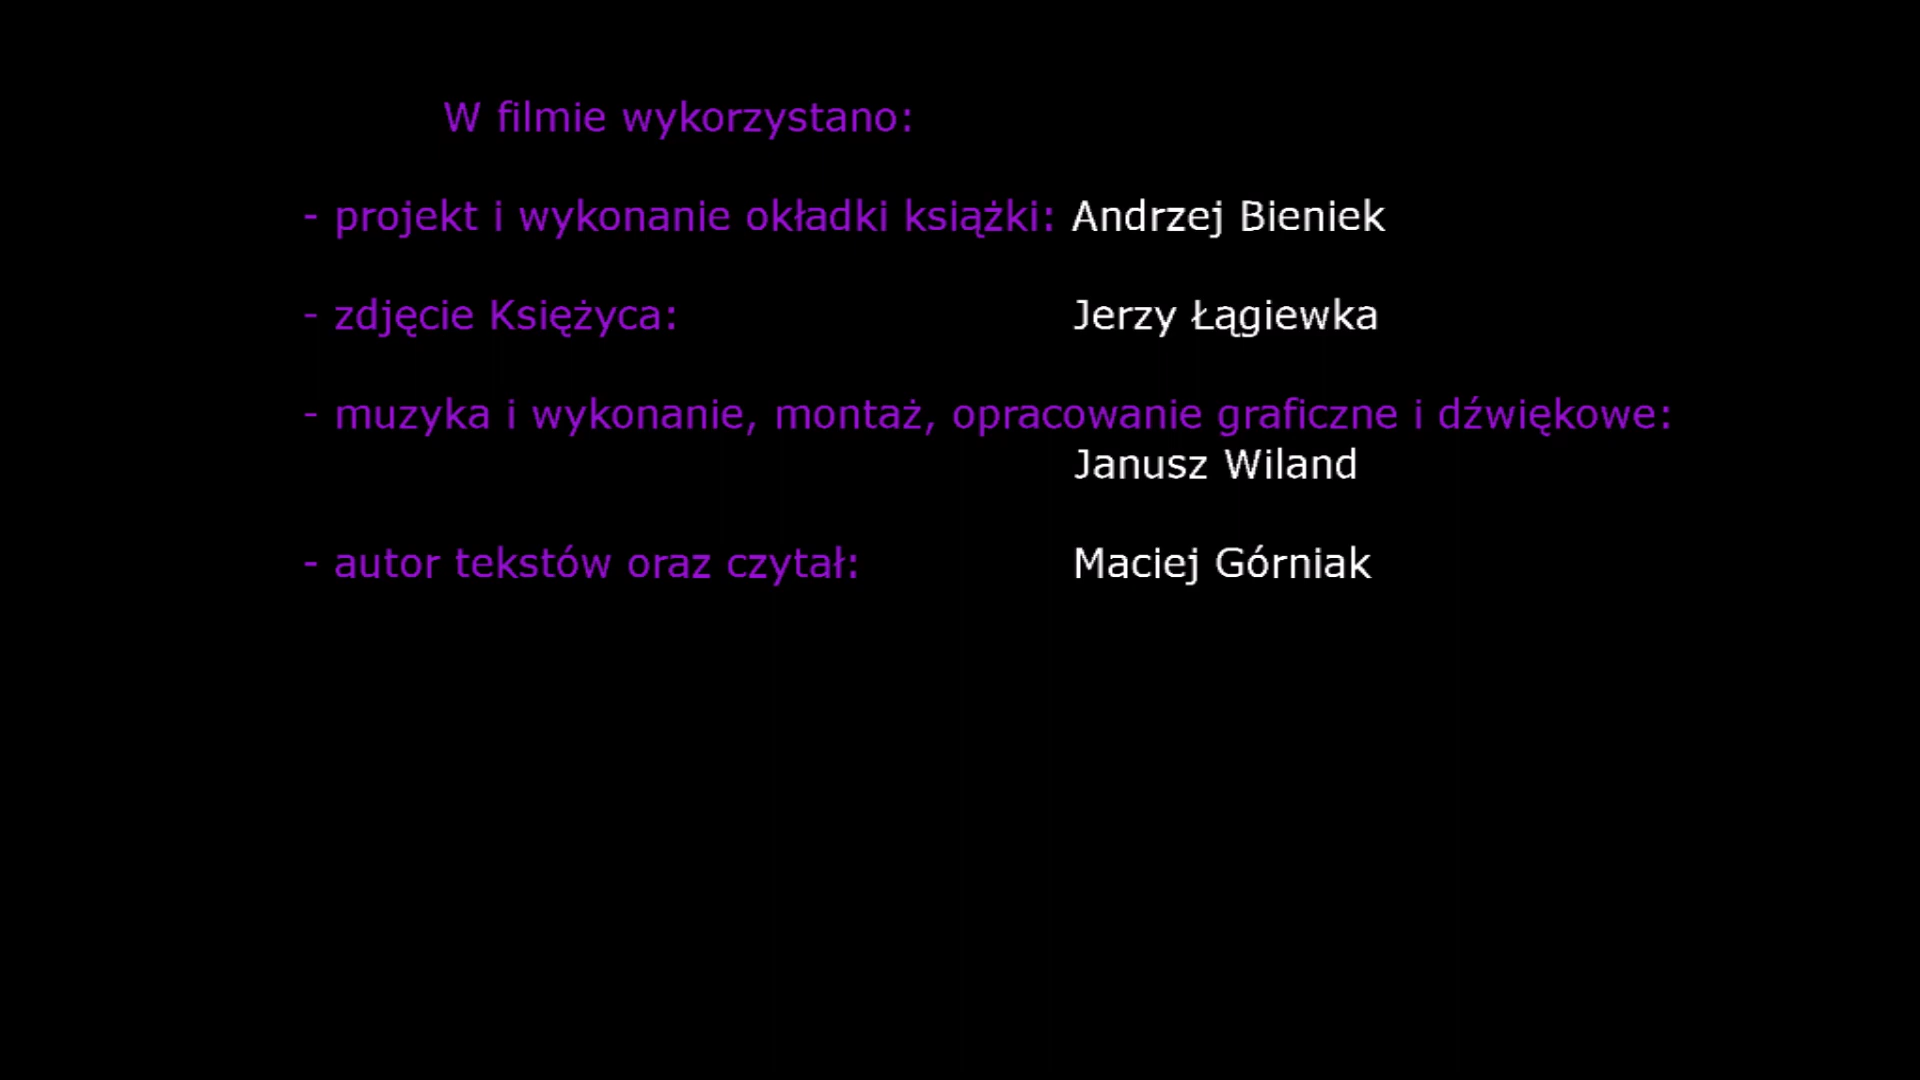 W filmie wykorzystano:
- projekt i wykonanie okładki książki: Andrzej Bieniek
- zdjęcie Księżyca: Jerzy Łągiewka
- muzyka i wykonanie, montaż, opracowanie graficzne i dźwiękowe:
Janusz Wiland
- autor tekstów oraz czytał: Maciej Górniak